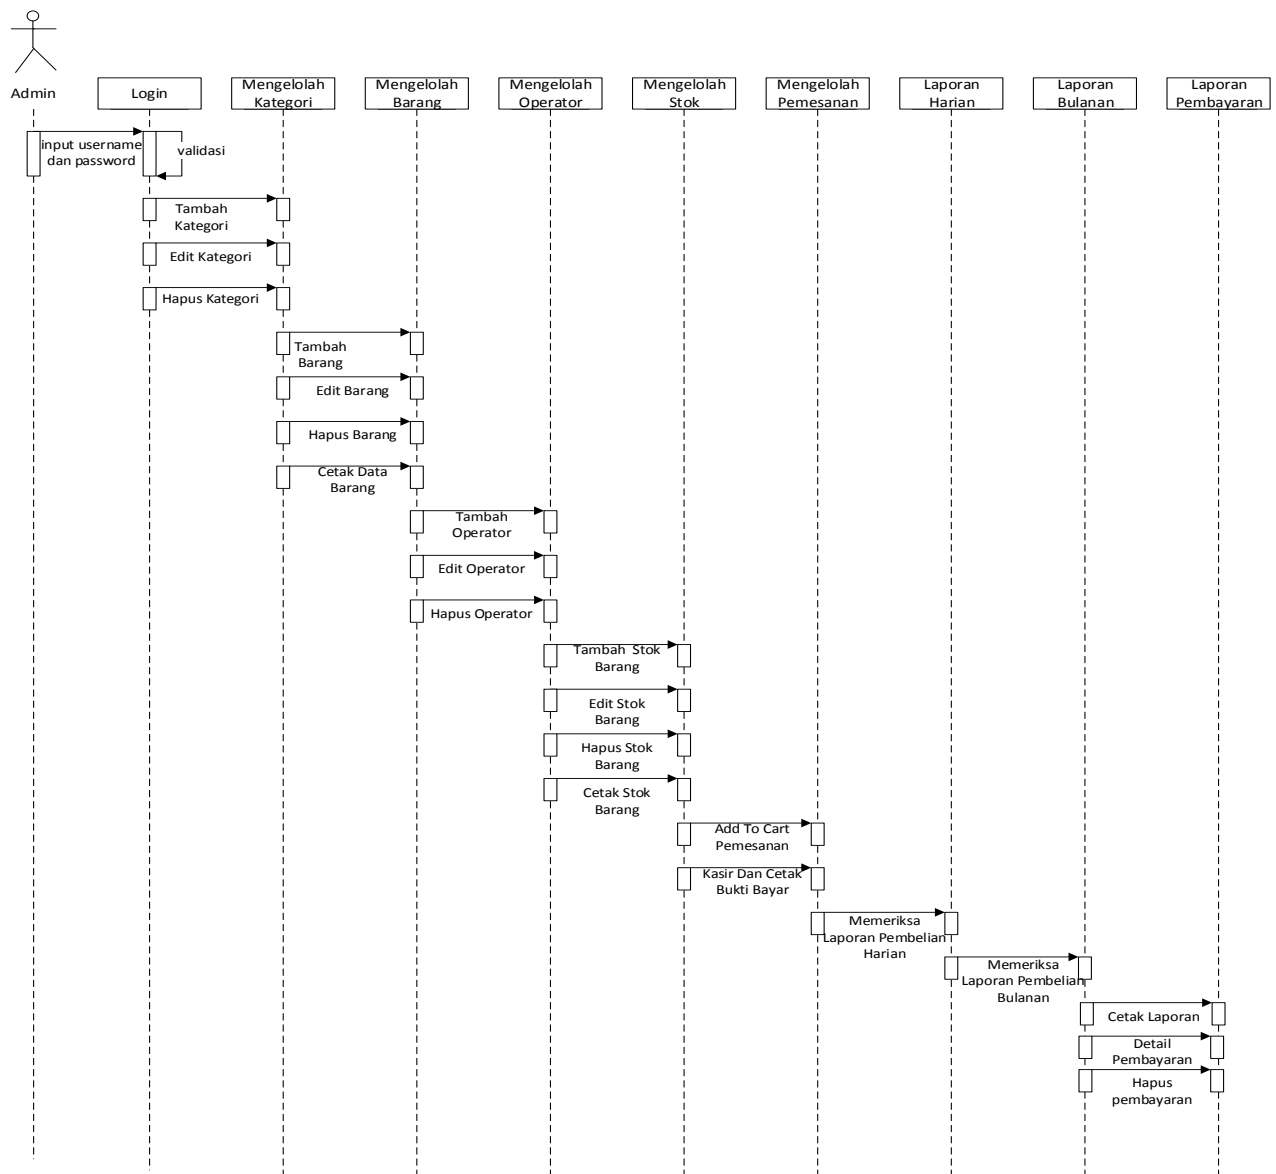 Admin
Login
Mengelolah
Kategori
Mengelolah
Barang
Mengelolah
Operator
Mengelolah
Stok
Mengelolah
Pemesanan
Laporan
Harian
Laporan
Bulanan
Laporan
Pembayaran
input username
dan password
validasi
Tambah
Kategori
Edit Kategori
Hapus Kategori
Tambah
Barang
Edit Barang
Hapus Barang
Cetak Data
Barang
Tambah
Operator
Edit Operator
Hapus Operator
Tambah Stok
Barang
Edit Stok
Barang
Hapus Stok
Barang
Cetak Stok
Barang
Add To Cart
Pemesanan
Kasir Dan Cetak
Bukti Bayar
Memeriksa
Laporan Pembelian
Harian
Memeriksa
Laporan Pembelian
Bulanan
Cetak Laporan
Detail
Pembayaran
Hapus
pembayaran